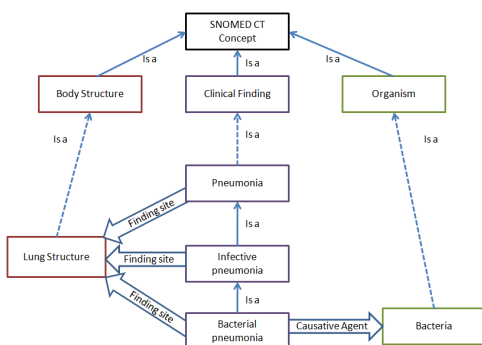 SNOMED CT
Concept
Is a
Is a
Is a
Body Structure
Clinical Finding
Organism
Is a
Is a
Is a
Pneumonia
Finding site
Is a
Lung Structure
Finding site
Infective
pneumonia
Finding site
Is a
Bacterial
pneumonia
Causative Agent
Bacteria